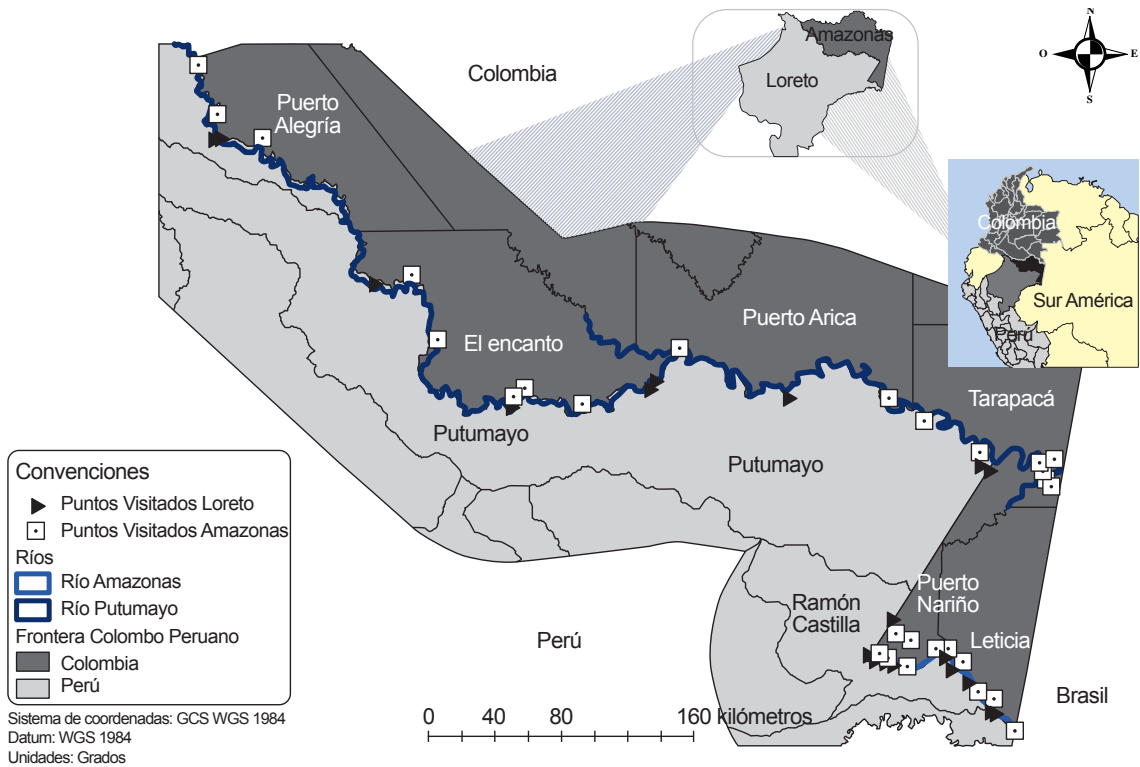 N
O
E
S
Amazonas
Loreto
Colombia
Puerto
Alegría
Colombia
Sur América
Perú
Puerto Arica
El encanto
Tarapacá
Putumayo
Putumayo
Puerto
Nariño
Ramón
Castilla
Leticia
Perú
Brasil
Convenciones
Puntos Visitados Loreto
Puntos Visitados Amazonas
Ríos
Río Amazonas
Río Putumayo
Frontera Colombo Peruano
Colombia
Perú
Sistema de coordenadas: GCS WGS 1984
Datum: WGS 1984
Unidades: Grados
0 40 80 160 kilómetros